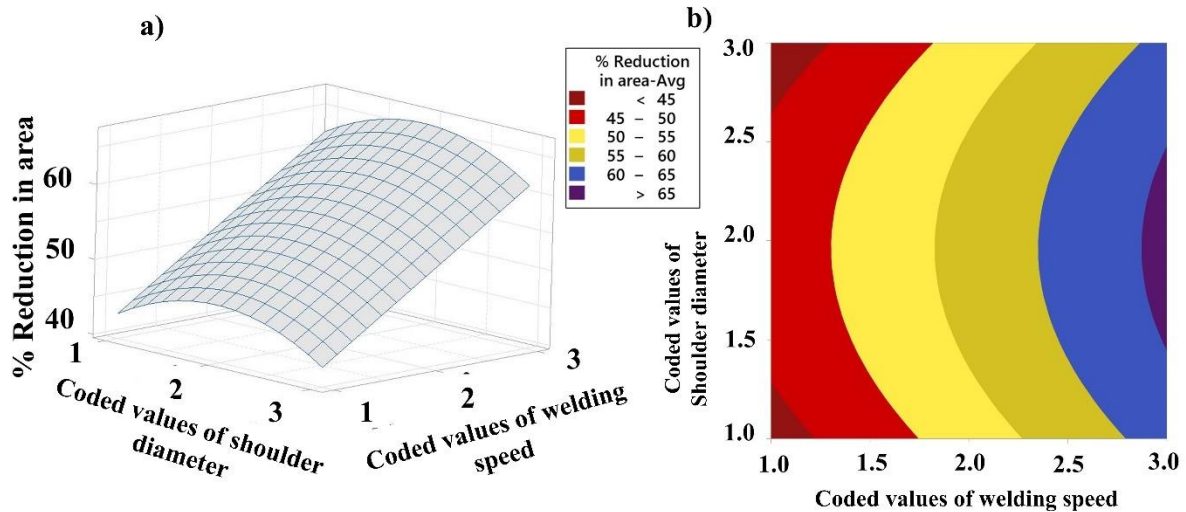 a)
% Reduction in area
60
50
40
1
2
3
Coded values of shoulder
diameter
1
2
3
Coded values of welding
speed
% Reduction
in area-Avg
< 45
45 – 50
50 – 55
55 – 60
60 – 65
> 65
b)
Coded values of
Shoulder diameter
3.0
2.5
2.0
1.5
1.0
1.0 1.5 2.0 2.5 3.0
Coded values of welding speed